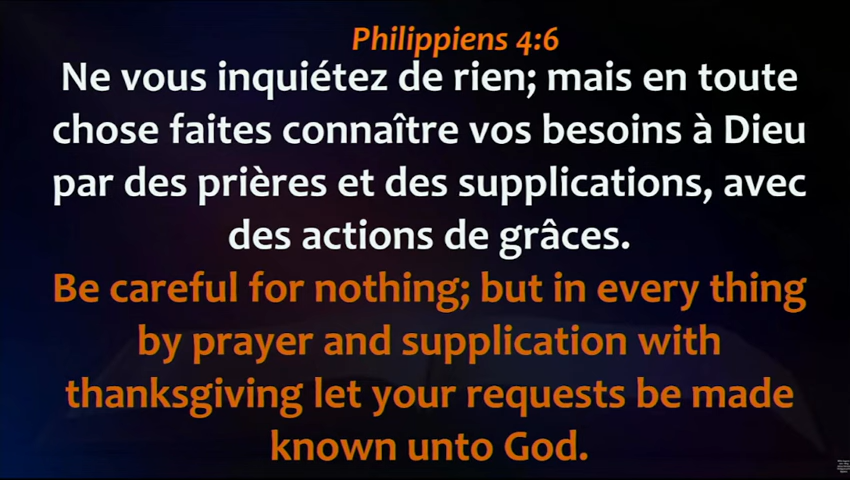 Philippiens 4:6
Ne vous inquiétez de rien; mais en toute
chose faites connaître vos besoins à Dieu
par des prières et des supplications, avec
des actions de grâces.
Be careful for nothing; but in every thing
by prayer and supplication with
thanksgiving let your requests be made
known unto God.